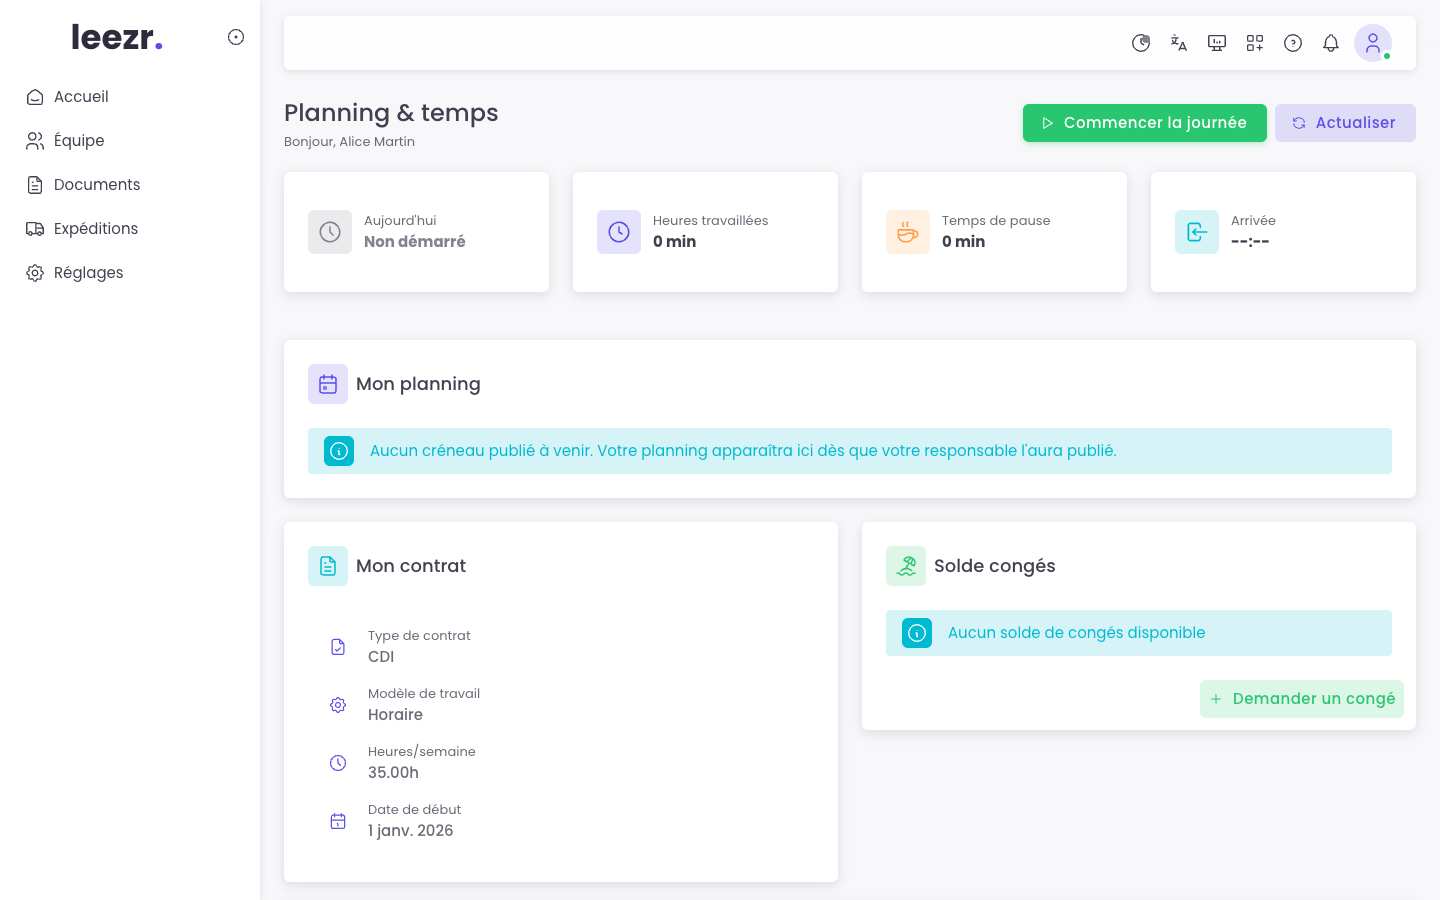 leezr.
Accueil
Équipe
Documents
Expéditions
Réglages
Planning & temps
Bonjour, Alice Martin
Commencer la journée
Actualiser
Aujourd'hui
Non démarré
Heures travaillées
0 min
Temps de pause
0 min
Arrivée
--:--
Mon planning
Aucun créneau publié à venir. Votre planning apparaîtra ici dès que votre responsable l'aura publié.
Mon contrat
Type de contrat
CDI
Modèle de travail
Horaire
Heures/semaine
35.00h
Date de début
1 janv. 2026
Solde congés
Aucun solde de congés disponible
Demander un congé